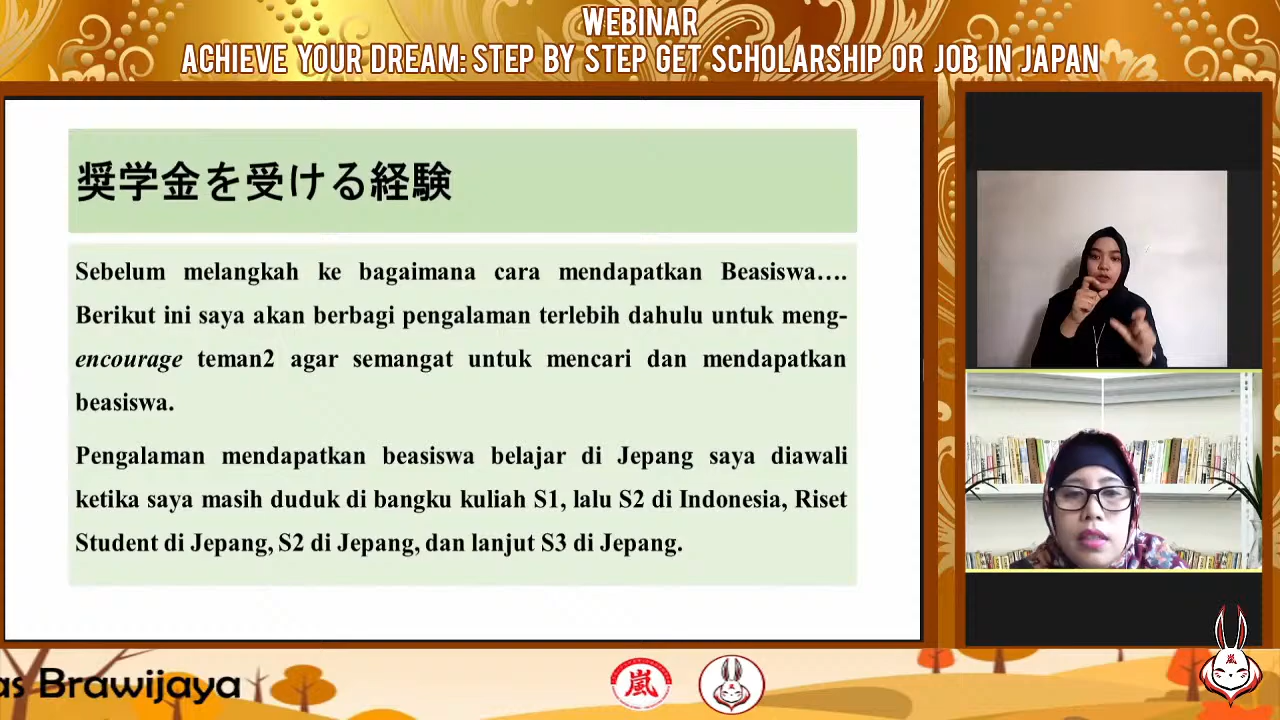 WEBINAR
ACHIEVE YOUR DREAM: STEP BY STEP GET SCHOLARSHIP OR JOB IN JAPAN
奨学金を受ける経験
Sebelum melangkah ke bagaimana cara mendapatkan Beasiswa….
Berikut ini saya akan berbagi pengalaman terlebih dahulu untuk meng-
encourage teman2 agar semangat untuk mencari dan mendapatkan
beasiswa.
Pengalaman mendapatkan beasiswa belajar di Jepang saya diawali
ketika saya masih duduk di bangku kuliah S1, lalu S2 di Indonesia, Riset
Student di Jepang, S2 di Jepang, dan lanjut S3 di Jepang.
as Brawijaya
嵐
嵐